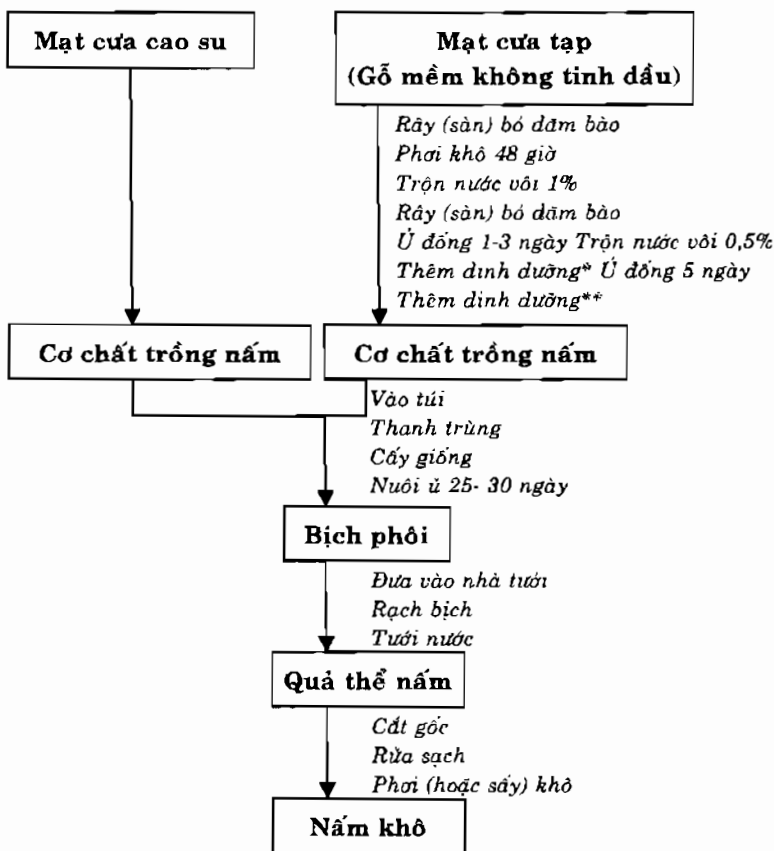 Mạt cưa cao su
Mạt cưa tạp
(Gỗ mềm không tinh dầu)
Rây (sàn) bỏ dăm bào
Phơi khô 48 giờ
Trộn nước vôi 1%
Rây (sàn) bỏ dăm bào
Ủ đống 1-3 ngày Trộn nước vôi 0,5%
Thêm dinh dưỡng* Ủ đống 5 ngày
Thêm dinh dưỡng**
Cơ chất trồng nấm
Cơ chất trồng nấm
Vào túi
Thanh trùng
Cấy giống
Nuôi ủ 25- 30 ngày
Bịch phôi
Đưa vào nhà tưới
Rạch bịch
Tưới nước
Quả thể nấm
Cắt gốc
Rửa sạch
Phơi (hoặc sấy) khô
Nấm khô